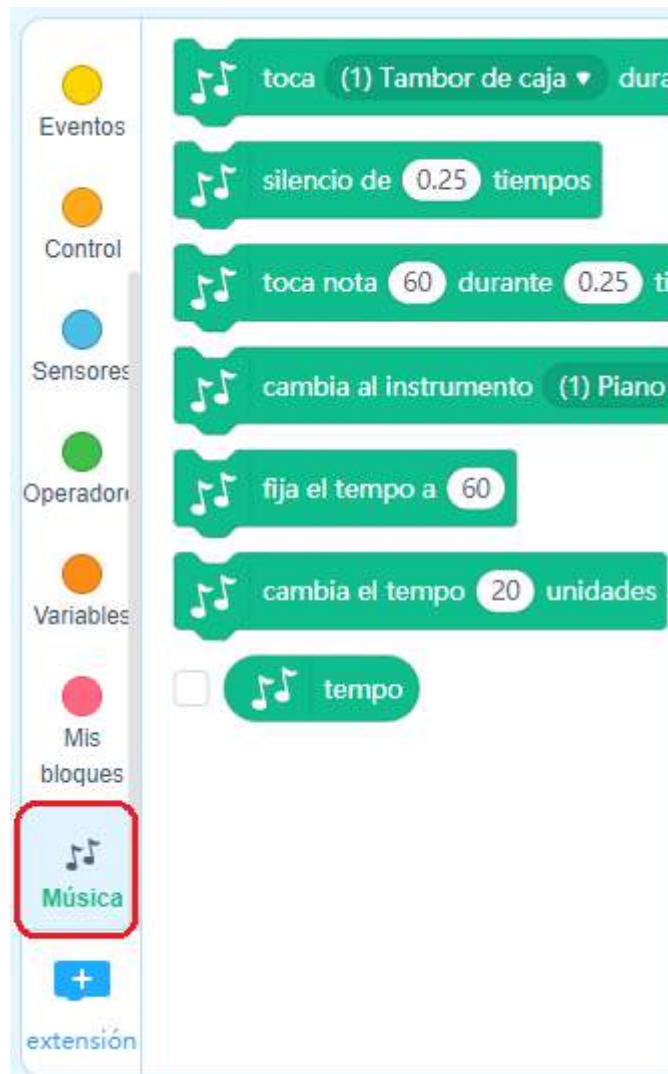 Eventos
Control
Sensores
Operador
Variables
Mis
bloques
Música
extensión
toca (1) Tambor de caja dura
silencio de 0.25 tiempos
toca nota 60 durante 0.25 ti
cambia al instrumento (1) Piano
fija el tempo a 60
cambia el tempo 20 unidades
tempo